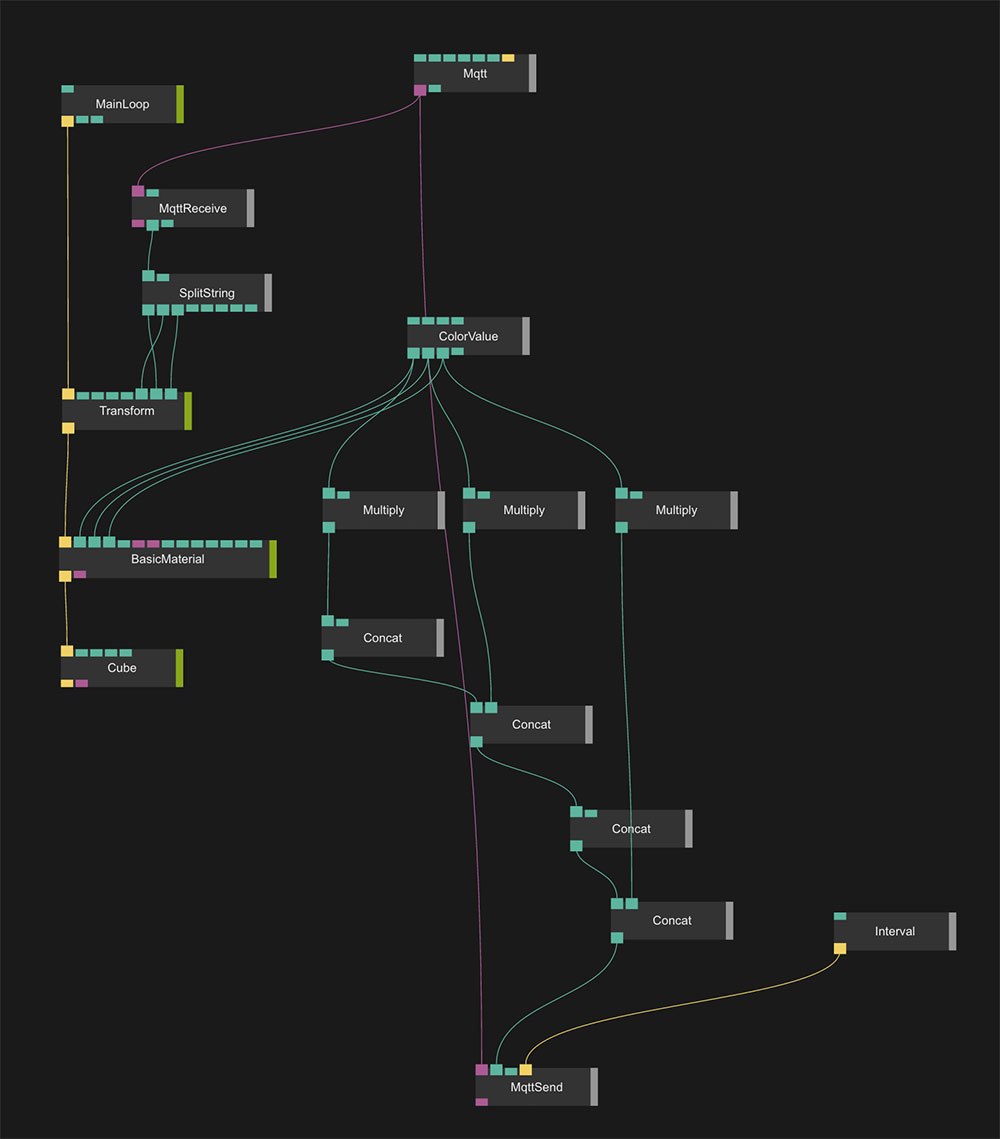 Mqtt
MainLoop
MqttReceive
SplitString
ColorValue
Transform
Multiply
Multiply
Multiply
BasicMaterial
Concat
Cube
Concat
Concat
Concat
Interval
MqttSend